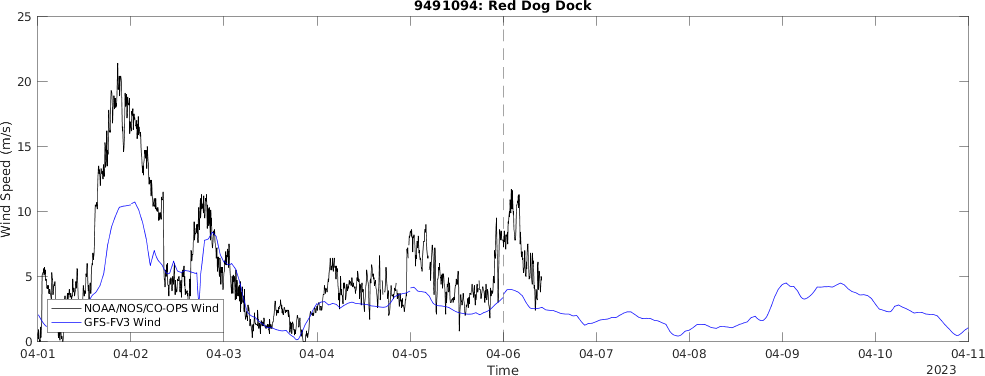 9491094: Red Dog Dock
25
20
15
10
5
0
Wind Speed (m/s)
NOAA/NOS/CO-OPS Wind
GFS-FV3 Wind
04-01 04-02 04-03 04-04 04-05 04-06 04-07 04-08 04-09 04-10 04-11
Time
2023